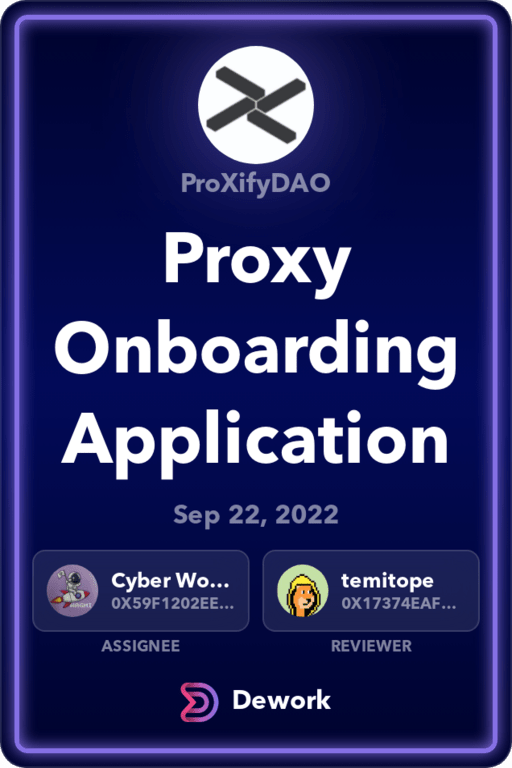 ProXifyDAO
Proxy
Onboarding
Application
Sep 22, 2022
Cyber Wo...
0X59F1202EE...
ASSIGNEE
temitope
0X17374EAF...
REVIEWER
Dework